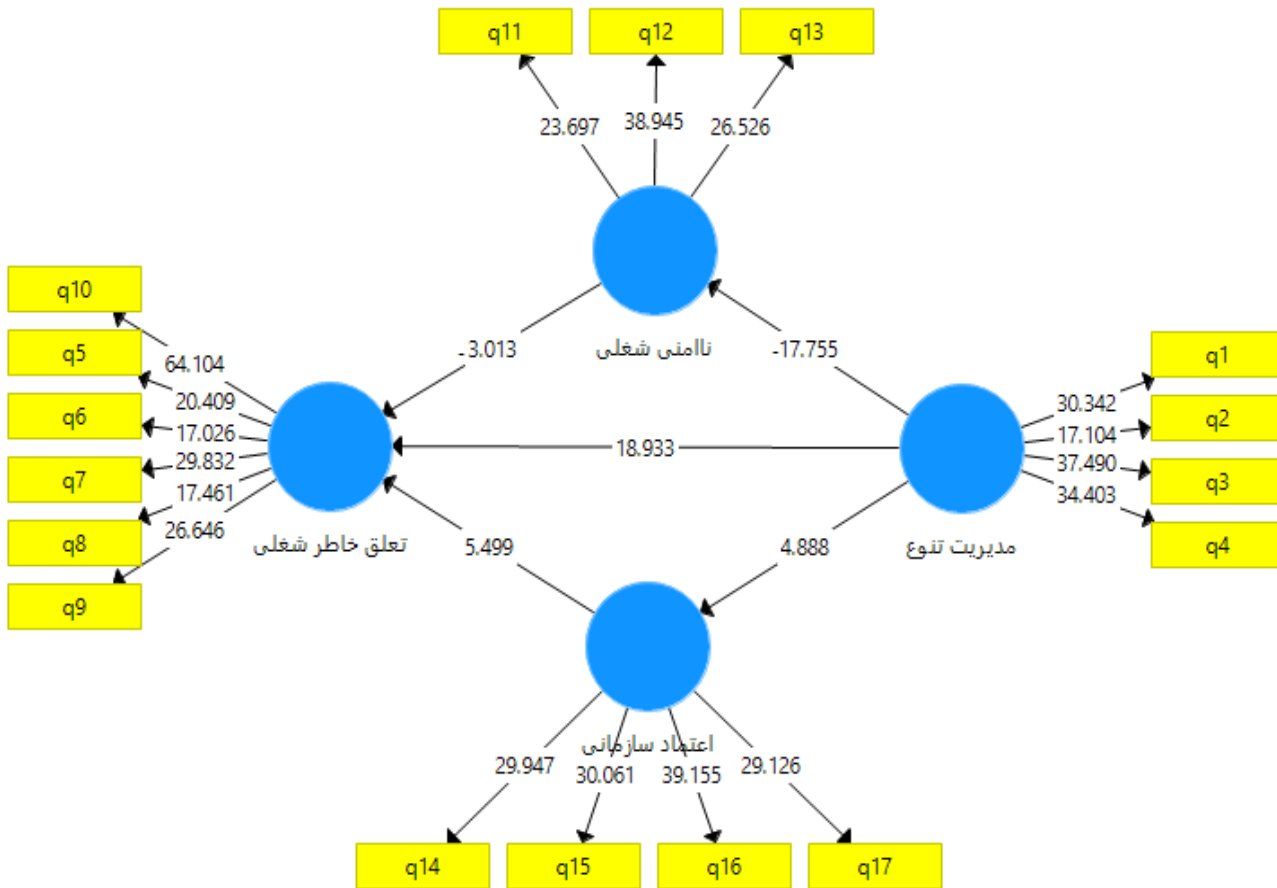 q11 q12 q13
23.697 38.945 26.526
ناامنی شغلی
-3.013 -17.755
q10
q5
q6
q7
q8
q9
64.104
20.409
17.026
29.832
17.461
26.646
تعلق خاطر شغلی
18.933
q1
q2
q3
q4
30.342
17.104
37.490
34.403
مدیریت تنوع
5.499 4.888
اعتماد سازمانی
29.947 30.061 39.155 29.126
q14 q15 q16 q17